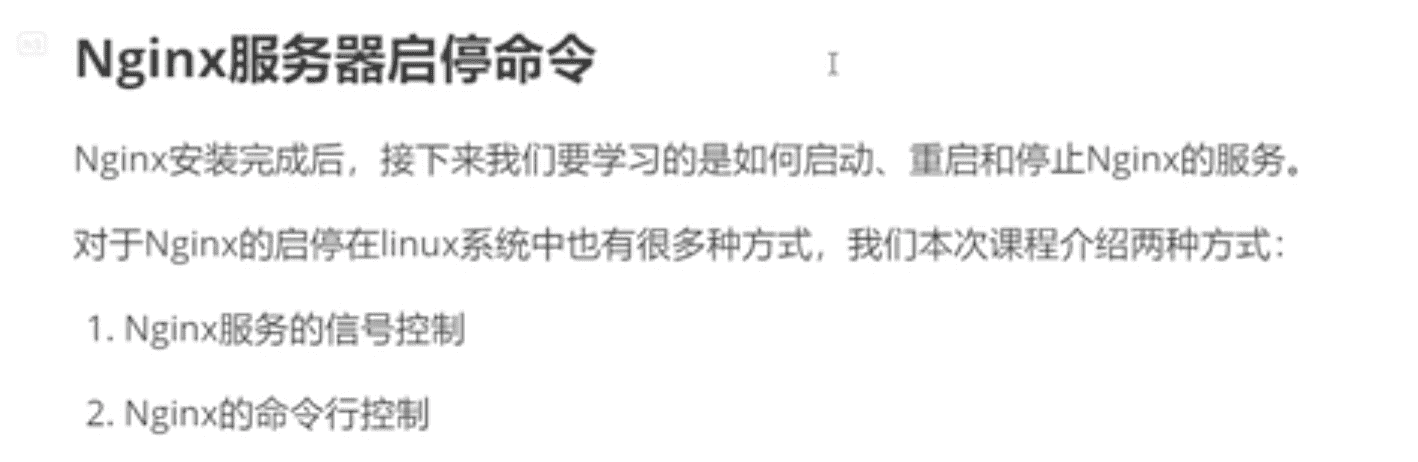 Nginx服务器启停命令
Nginx安装完成后，接下来我们要学习的是如何启动、重启和停止Nginx的服务。
对于Nginx的启停在linux系统中也有很多种方式，我们本次课程介绍两种方式：
1. Nginx服务的信号控制
2. Nginx的命令行控制